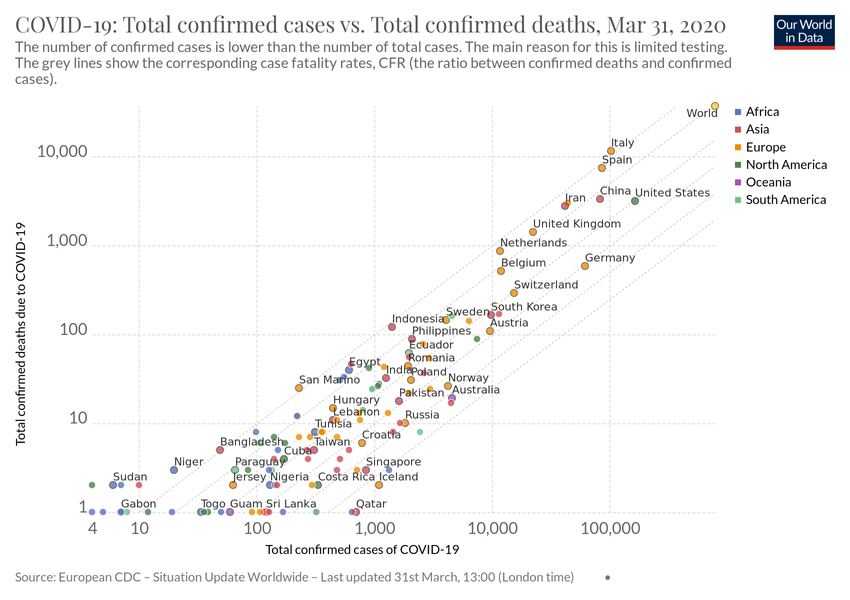 COVID-19: Total confirmed cases vs. Total confirmed deaths, Mar 31, 2020
Our World
in Data
The number of confirmed cases is lower than the number of total cases. The main reason for this is limited testing.
The grey lines show the corresponding case fatality rates, CFR (the ratio between confirmed deaths and confirmed
cases).
World
Africa
Asia
Europe
North America
Oceania
South America
Italy
10,000
Spain
Iran
China
United States
United Kingdom
1,000
Netherlands
Belgium
Germany
Switzerland
Indonesia
Sweden
South Korea
100
Philippines
Austria
Ecuador
Egypt
Romania
San Marino
India
Poland
Norway
Pakistan
Australia
Hungary
10
Lebanon
Russia
Tunisia
Bangladesh
Taiwan
Croatia
Cuba
Niger
Paraguay
Singapore
Sudan
Jersey
Nigeria
Costa Rica
Iceland
1
Gabon
Togo
Guam
Sri Lanka
Qatar
4
10
100
1,000
10,000
100,000
Total confirmed deaths due to COVID-19
Total confirmed cases of COVID-19
Source: European CDC – Situation Update Worldwide – Last updated 31st March, 13:00 (London time)